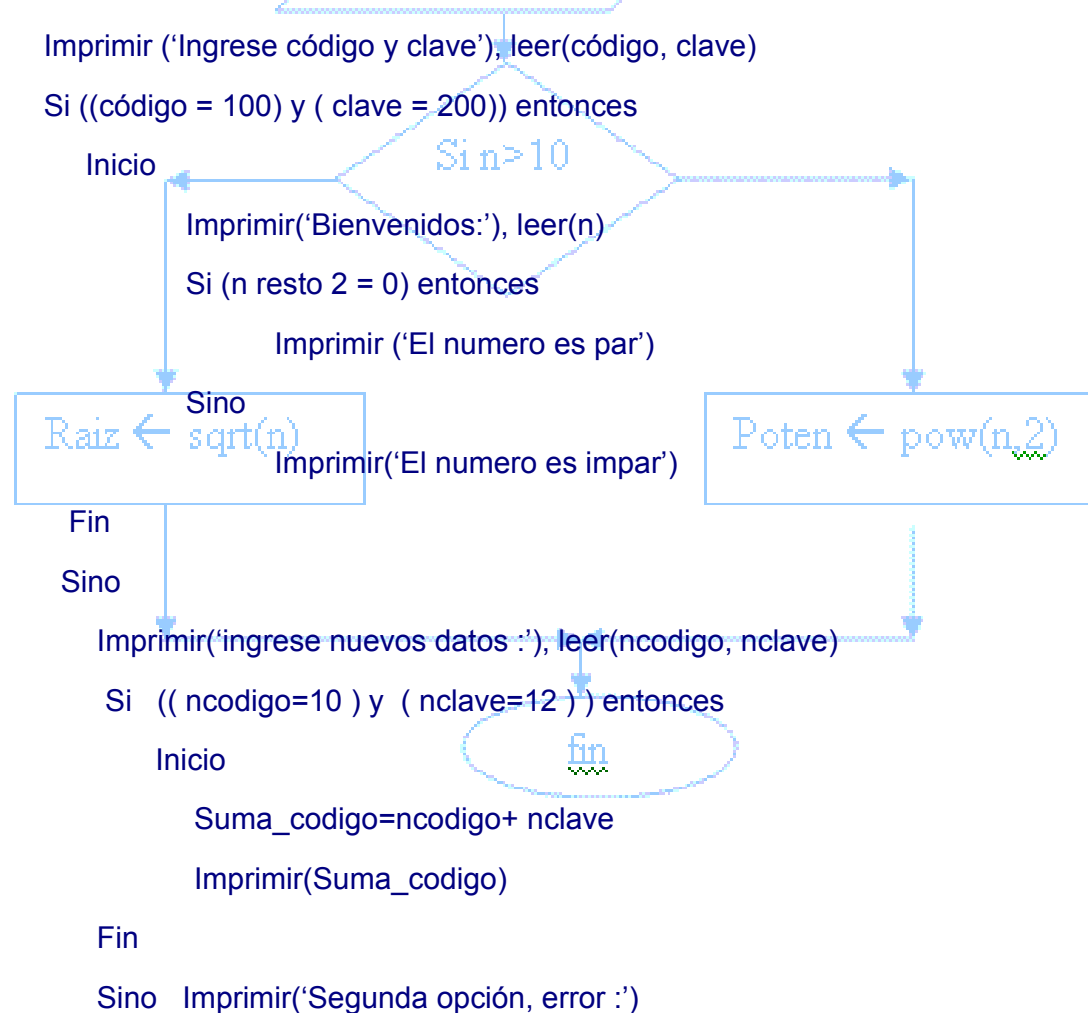 Imprimir (‘Ingrese código y clave’), leer(código, clave)
Si ((código = 100) y ( clave = 200)) entonces
Si n>10
Inicio
Imprimir(‘Bienvenidos:’), leer(n)
Si (n resto 2 = 0) entonces
Imprimir (‘El numero es par’)
Sino
Raiz ← sqrt(n)
Poten ← pow(n,2)
Imprimir(‘El numero es impar’)
Fin
Sino
Imprimir(‘ingrese nuevos datos :’), leer(ncodigo, nclave)
Si (( ncodigo=10 ) y ( nclave=12 ) ) entonces
Inicio
fin
Suma_codigo=ncodigo+ nclave
Imprimir(Suma_codigo)
Fin
Sino Imprimir(‘Segunda opción, error :’)